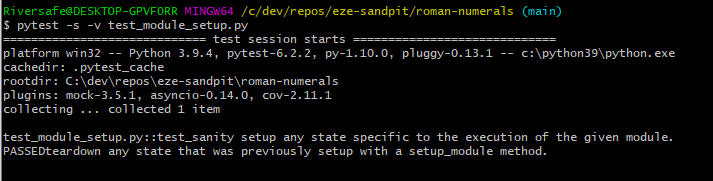 Riversafe@DESKTOP-GPVFORR MINGW64 /c/dev/repos/eze-sandpit/roman-numerals (main)
$ pytest -s -v pytest_module_setup.py
============================= test session starts =============================
platform win32 -- Python 3.9.4, pytest-6.2.2, py-1.10.0, pluggy-0.13.1 -- c:\python39\python.exe
cachedir: .pytest_cache
rootdir: C:\dev\repos\eze-sandpit\roman-numerals
plugins: mock-3.5.1, asyncio-0.14.0, cov-2.11.1
collecting ... collected 1 item
test_module_setup.py::test_sanity setup any state specific to the execution of the given module.
PASSEDteardown any state that was previously setup with a setup_module method.